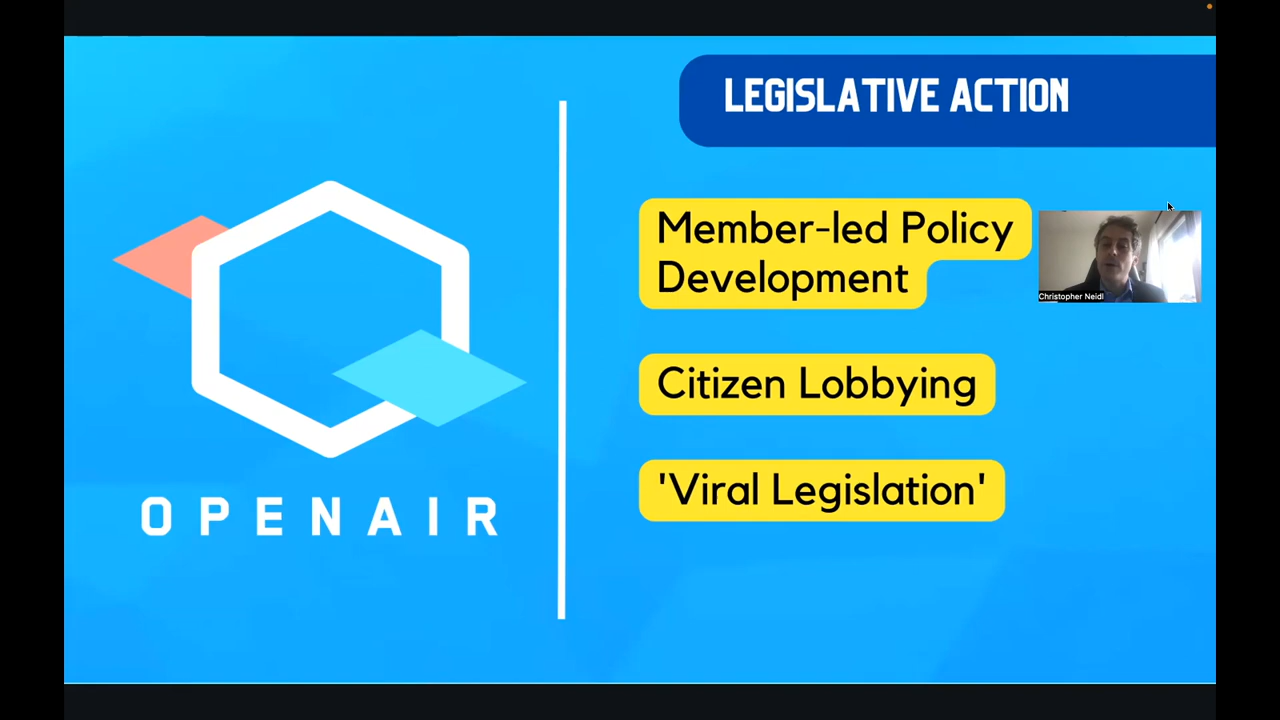 LEGISLATIVE ACTION
Member-led Policy
Development
Christopher Neidl
Citizen Lobbying
'Viral Legislation'
OPENAIR